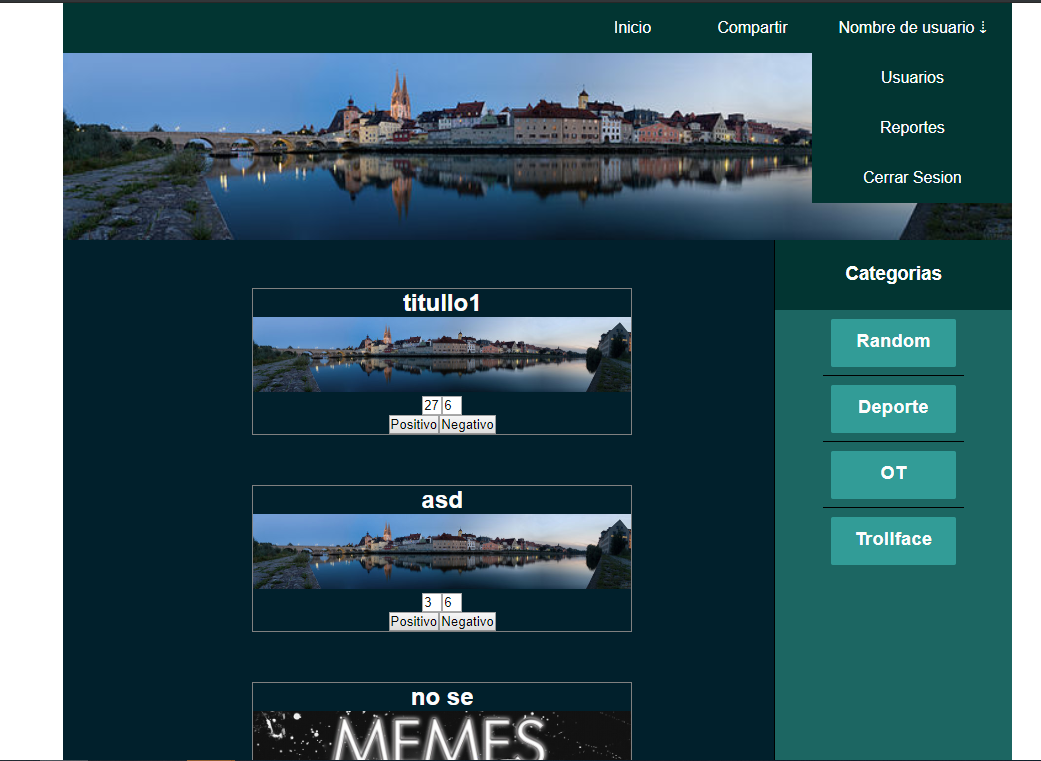 Inicio Compartir Nombre de usuario ⇣
Usuarios
Reportes
Cerrar Sesion
Categorias
Random
Deporte
OT
Trollface
titullo1
27 6
Positivo Negativo
asd
3 6
Positivo Negativo
no se
MEMES